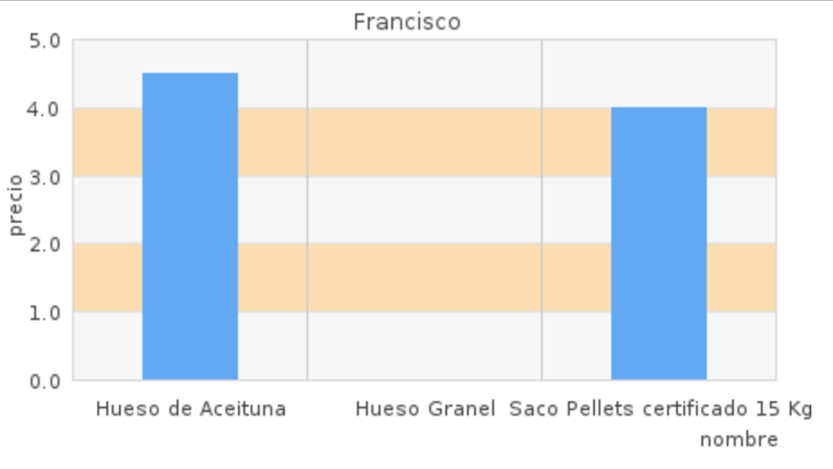 Francisco
5.0
4.0
3.0
2.0
1.0
0.0
precio
Hueso de Aceituna Hueso Granel Saco Pellets certificado 15 Kg
nombre